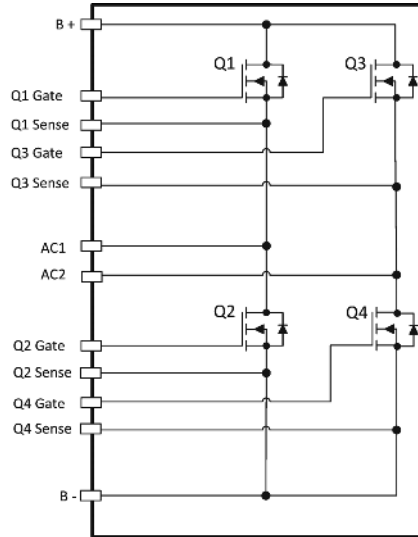 B +
Q1
Q3
Q1 Gate
Q1 Sense
Q3 Gate
Q3 Sense
AC1
AC2
Q2
Q4
Q2 Gate
Q2 Sense
Q4 Gate
Q4 Sense
B -